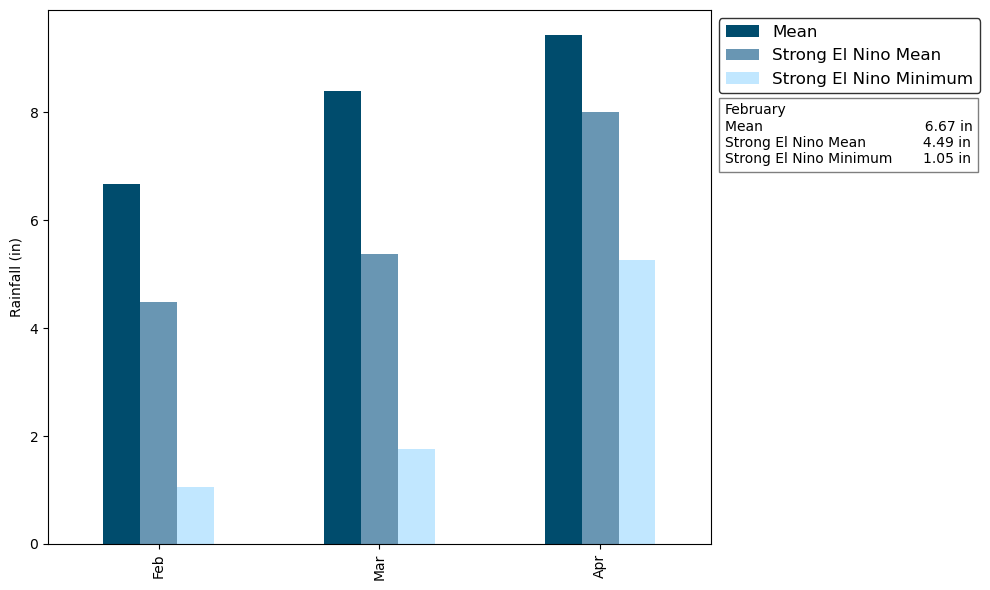 Mean
Strong El Nino Mean
Strong El Nino Minimum
February
Mean 6.67 in
Strong El Nino Mean 4.49 in
Strong El Nino Minimum 1.05 in
Rainfall (in)
8
6
4
2
0
Feb
Mar
Apr